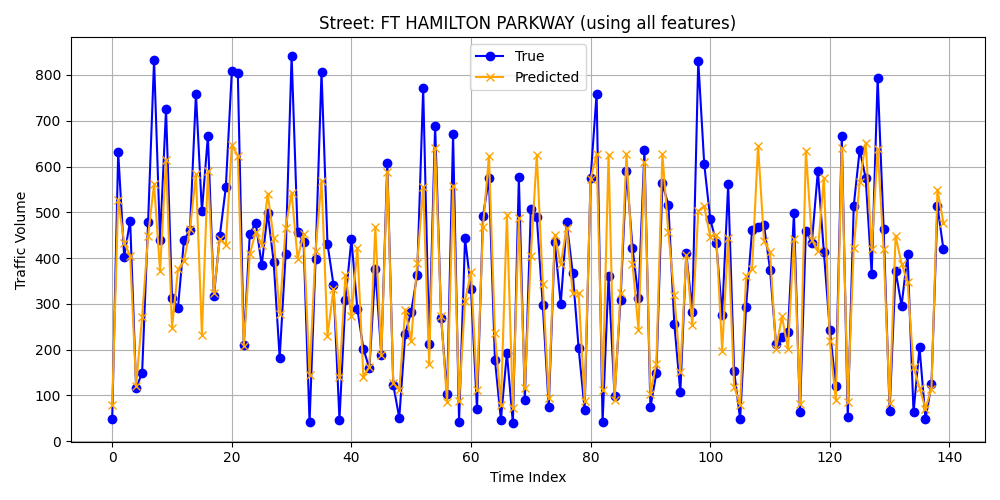 Street: FT HAMILTON PARKWAY (using all features)
True
Predicted
Traffic Volume
800
700
600
500
400
300
200
100
0
0 20 40 60 80 100 120 140
Time Index